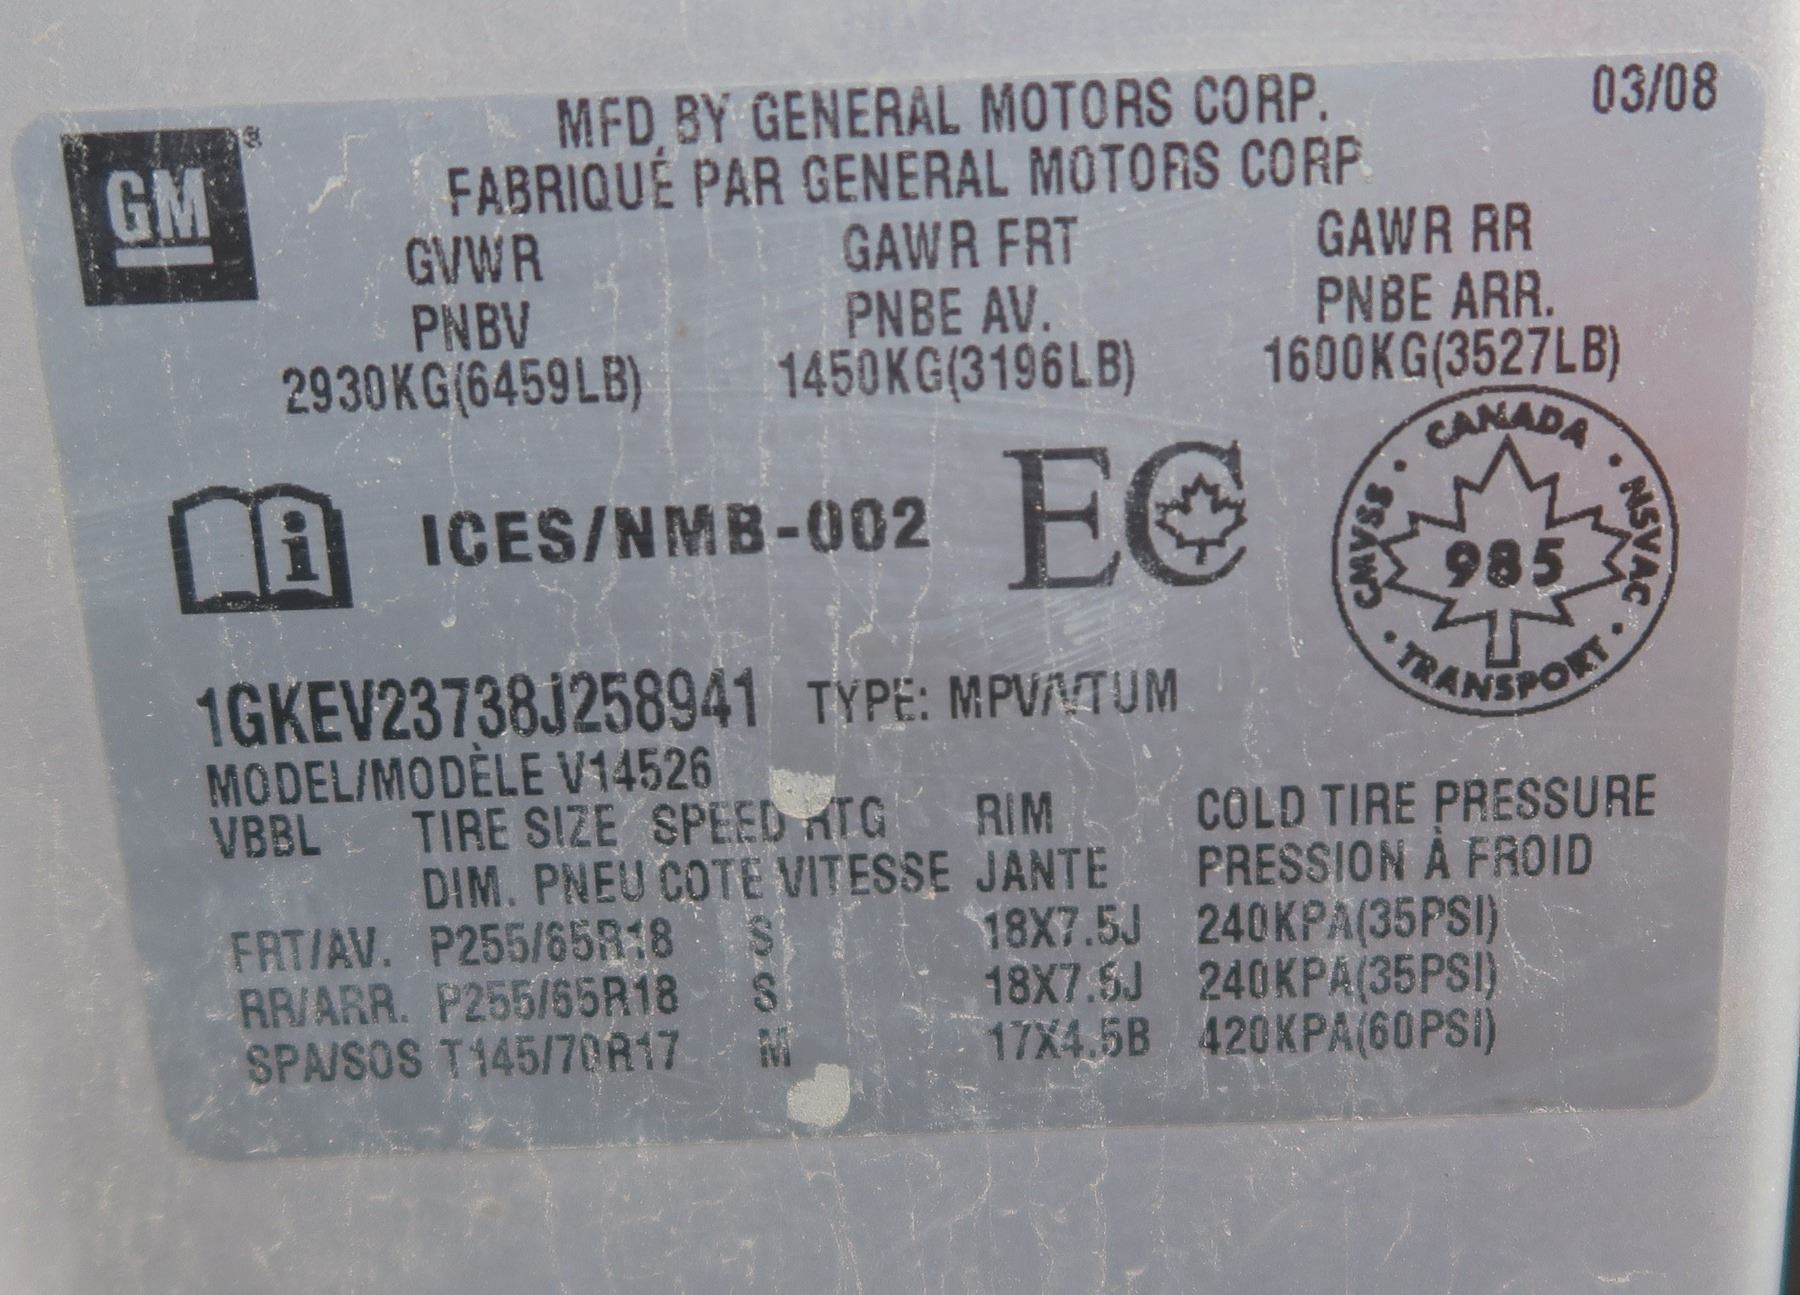 03/08
GM
MFD BY GENERAL MOTORS CORP.
FABRIQUÉ PAR GENERAL MOTORS CORP.
GVWR GAWR FRT GAWR RR
PNBV PNBE AV. PNBE ARR.
2930KG(6459LB) 1450KG(3196LB) 1600KG(3527LB)
i ICES/NMB-002 EC
CANADA · NSVAC · TRANSPORT · CMVSS ·
985
1GKEV23738J258941 TYPE: MPV/VTUM
MODEL/MODÈLE V14526
VBBL TIRE SIZE SPEED RTG RIM COLD TIRE PRESSURE
DIM. PNEU COTE VITESSE JANTE PRESSION À FROID
FRT/AV. P255/65R18 S 18X7.5J 240KPA(35PSI)
RR/ARR. P255/65R18 S 18X7.5J 240KPA(35PSI)
SPA/SOS T145/70R17 M 17X4.5B 420KPA(60PSI)